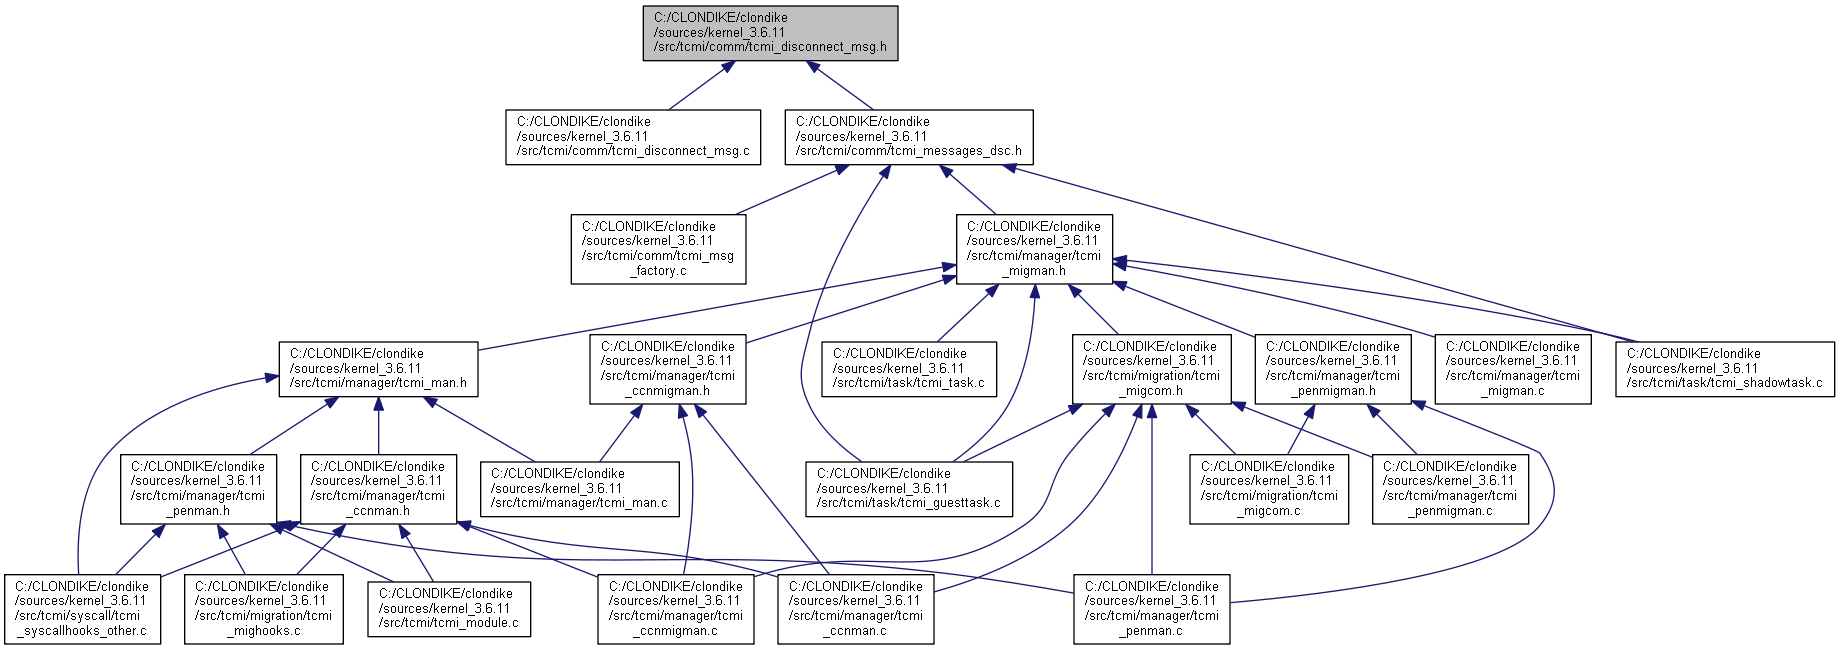 C:/CLONDIKE/clondike
/sources/kernel_3.6.11
/src/tcmi/comm/tcmi_disconnect_msg.h
C:/CLONDIKE/clondike
/sources/kernel_3.6.11
/src/tcmi/comm/tcmi_disconnect_msg.c
C:/CLONDIKE/clondike
/sources/kernel_3.6.11
/src/tcmi/comm/tcmi_messages_dsc.h
C:/CLONDIKE/clondike
/sources/kernel_3.6.11
/src/tcmi/comm/tcmi_msg
_factory.c
C:/CLONDIKE/clondike
/sources/kernel_3.6.11
/src/tcmi/manager/tcmi
_migman.h
C:/CLONDIKE/clondike
/sources/kernel_3.6.11
/src/tcmi/manager/tcmi_man.h
C:/CLONDIKE/clondike
/sources/kernel_3.6.11
/src/tcmi/manager/tcmi
_ccnmigman.h
C:/CLONDIKE/clondike
/sources/kernel_3.6.11
/src/tcmi/task/tcmi_task.c
C:/CLONDIKE/clondike
/sources/kernel_3.6.11
/src/tcmi/migration/tcmi
_migcom.h
C:/CLONDIKE/clondike
/sources/kernel_3.6.11
/src/tcmi/manager/tcmi
_penmigman.h
C:/CLONDIKE/clondike
/sources/kernel_3.6.11
/src/tcmi/manager/tcmi
_migman.c
C:/CLONDIKE/clondike
/sources/kernel_3.6.11
/src/tcmi/task/tcmi_shadowtask.c
C:/CLONDIKE/clondike
/sources/kernel_3.6.11
/src/tcmi/manager/tcmi
_penman.h
C:/CLONDIKE/clondike
/sources/kernel_3.6.11
/src/tcmi/manager/tcmi
_ccnman.h
C:/CLONDIKE/clondike
/sources/kernel_3.6.11
/src/tcmi/manager/tcmi_man.c
C:/CLONDIKE/clondike
/sources/kernel_3.6.11
/src/tcmi/task/tcmi_guesttask.c
C:/CLONDIKE/clondike
/sources/kernel_3.6.11
/src/tcmi/migration/tcmi
_migcom.c
C:/CLONDIKE/clondike
/sources/kernel_3.6.11
/src/tcmi/manager/tcmi
_penmigman.c
C:/CLONDIKE/clondike
/sources/kernel_3.6.11
/src/tcmi/syscall/tcmi
_syscallhooks_other.c
C:/CLONDIKE/clondike
/sources/kernel_3.6.11
/src/tcmi/migration/tcmi
_mighooks.c
C:/CLONDIKE/clondike
/sources/kernel_3.6.11
/src/tcmi/tcmi_module.c
C:/CLONDIKE/clondike
/sources/kernel_3.6.11
/src/tcmi/manager/tcmi
_ccnmigman.c
C:/CLONDIKE/clondike
/sources/kernel_3.6.11
/src/tcmi/manager/tcmi
_ccnman.c
C:/CLONDIKE/clondike
/sources/kernel_3.6.11
/src/tcmi/manager/tcmi
_penman.c